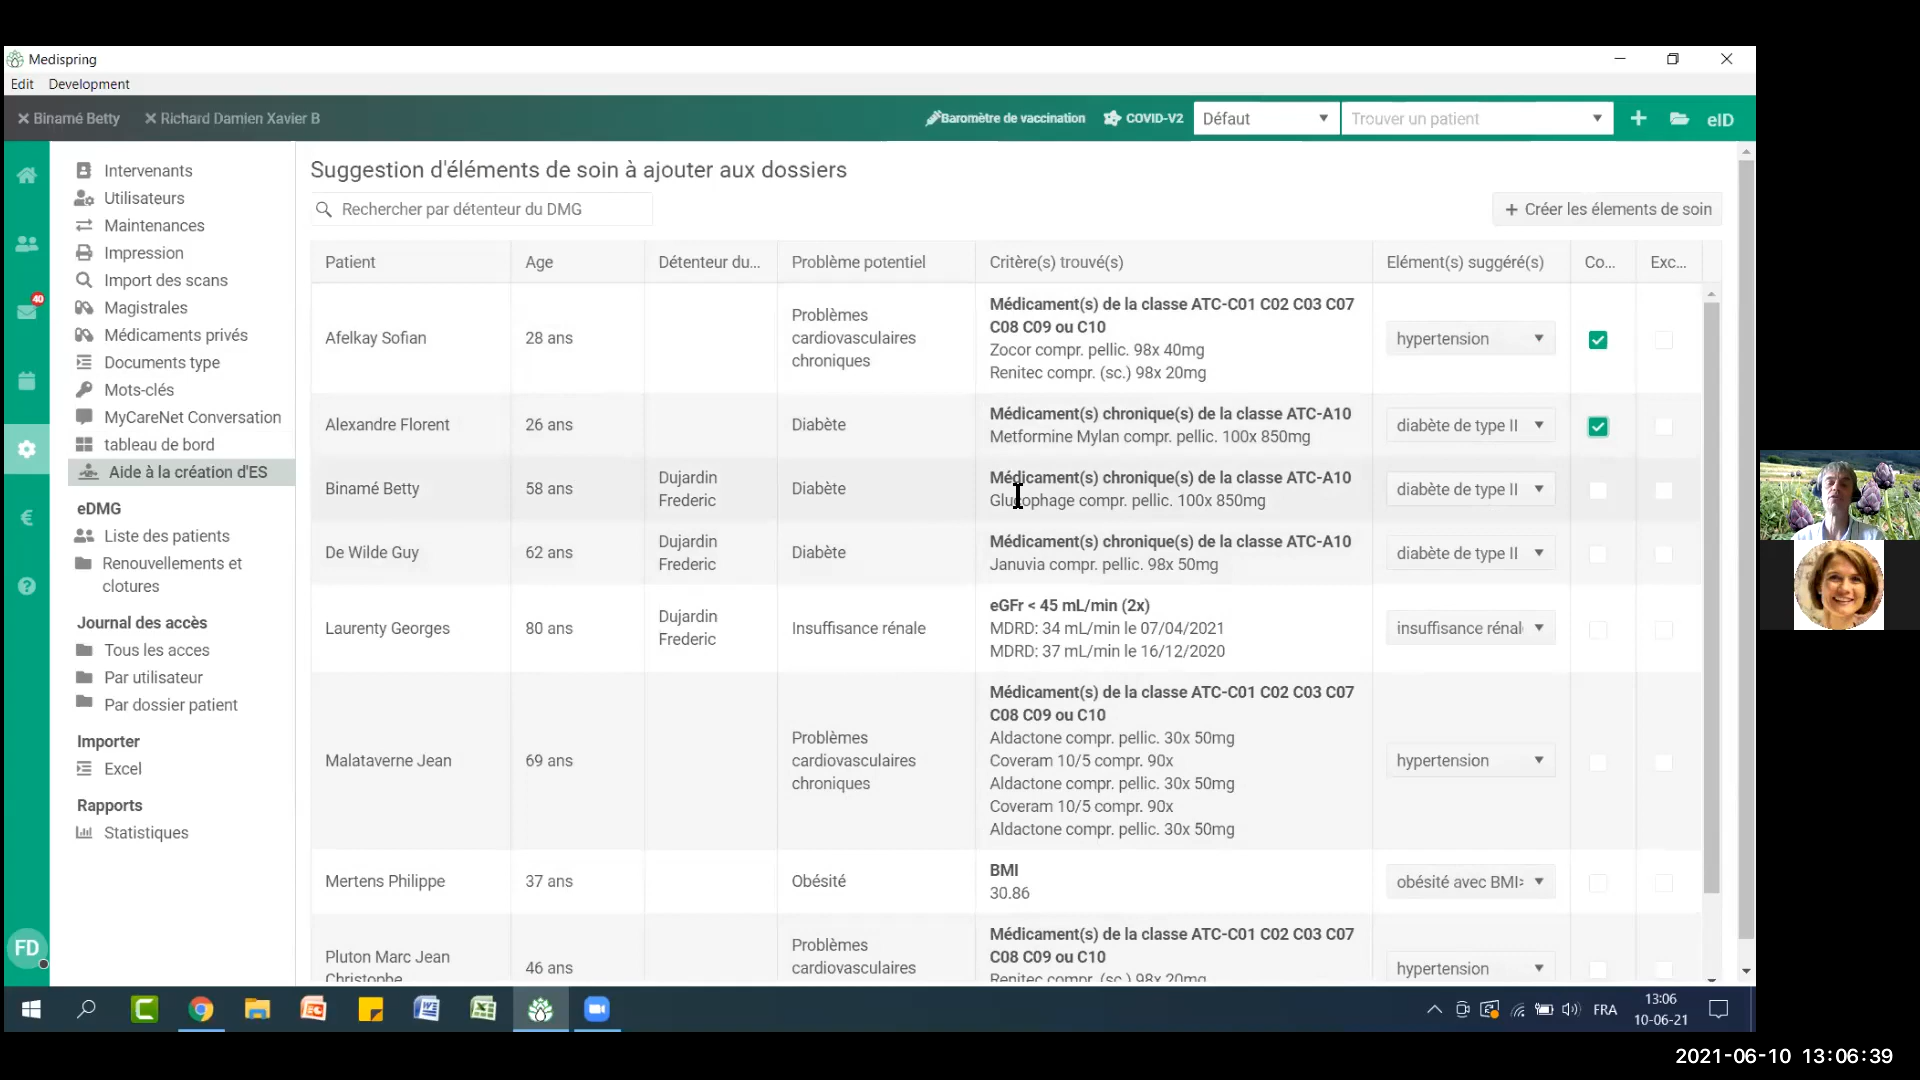 Medispring
Edit Development
✕ Binamé Betty ✕ Richard Damien Xavier B Baromètre de vaccination COVID-V2 Défaut Trouver un patient eID
40
FD
Intervenants
Utilisateurs
Maintenances
Impression
Import des scans
Magistrales
Médicaments privés
Documents type
Mots-clés
MyCareNet Conversation
tableau de bord
Aide à la création d'ES
eDMG
Liste des patients
Renouvellements et
clotures
Journal des accès
Tous les acces
Par utilisateur
Par dossier patient
Importer
Excel
Rapports
Statistiques
Suggestion d'éléments de soin à ajouter aux dossiers
Rechercher par détenteur du DMG
+ Créer les élements de soin
Patient Age Détenteur du... Problème potentiel Critère(s) trouvé(s) Elément(s) suggéré(s) Co... Exc...
Afelkay Sofian
28 ans
Problèmes
cardiovasculaires
chroniques
Médicament(s) de la classe ATC-C01 C02 C03 C07
C08 C09 ou C10
Zocor compr. pellic. 98x 40mg
Renitec compr. (sc.) 98x 20mg
hypertension
Alexandre Florent
26 ans
Diabète
Médicament(s) chronique(s) de la classe ATC-A10
Metformine Mylan compr. pellic. 100x 850mg
diabète de type II
Binamé Betty
58 ans
Dujardin
Frederic
Diabète
Médicament(s) chronique(s) de la classe ATC-A10
Glucophage compr. pellic. 100x 850mg
diabète de type II
De Wilde Guy
62 ans
Dujardin
Frederic
Diabète
Médicament(s) chronique(s) de la classe ATC-A10
Januvia compr. pellic. 98x 50mg
diabète de type II
Laurenty Georges
80 ans
Dujardin
Frederic
Insuffisance rénale
eGFr < 45 mL/min (2x)
MDRD: 34 mL/min le 07/04/2021
MDRD: 37 mL/min le 16/12/2020
insuffisance rénal
Malataverne Jean
69 ans
Problèmes
cardiovasculaires
chroniques
Médicament(s) de la classe ATC-C01 C02 C03 C07
C08 C09 ou C10
Aldactone compr. pellic. 30x 50mg
Coveram 10/5 compr. 90x
Aldactone compr. pellic. 30x 50mg
Coveram 10/5 compr. 90x
Aldactone compr. pellic. 30x 50mg
hypertension
Mertens Philippe
37 ans
Obésité
BMI
30.86
obésité avec BMI>
Pluton Marc Jean
Christophe
46 ans
Problèmes
cardiovasculaires
Médicament(s) de la classe ATC-C01 C02 C03 C07
C08 C09 ou C10
Renitec compr. (sc.) 98x 20mg
hypertension
FRA
13:06
10-06-21
2021-06-10 13:06:39